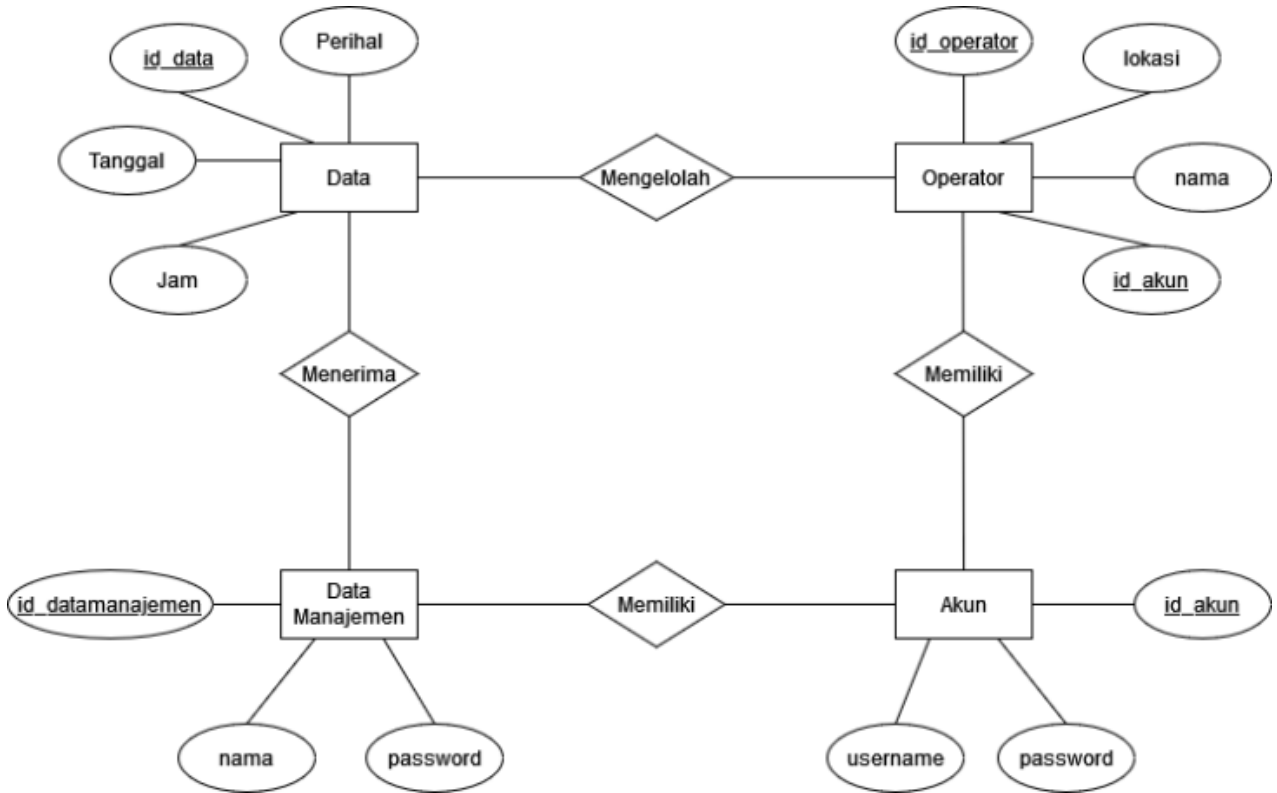 Perihal
id_operator
id_data
lokasi
Tanggal
Data
Mengelolah
Operator
nama
Jam
id_akun
Menerima
Memiliki
id_datamanajemen
Data
Manajemen
Memiliki
Akun
id_akun
nama
password
username
password